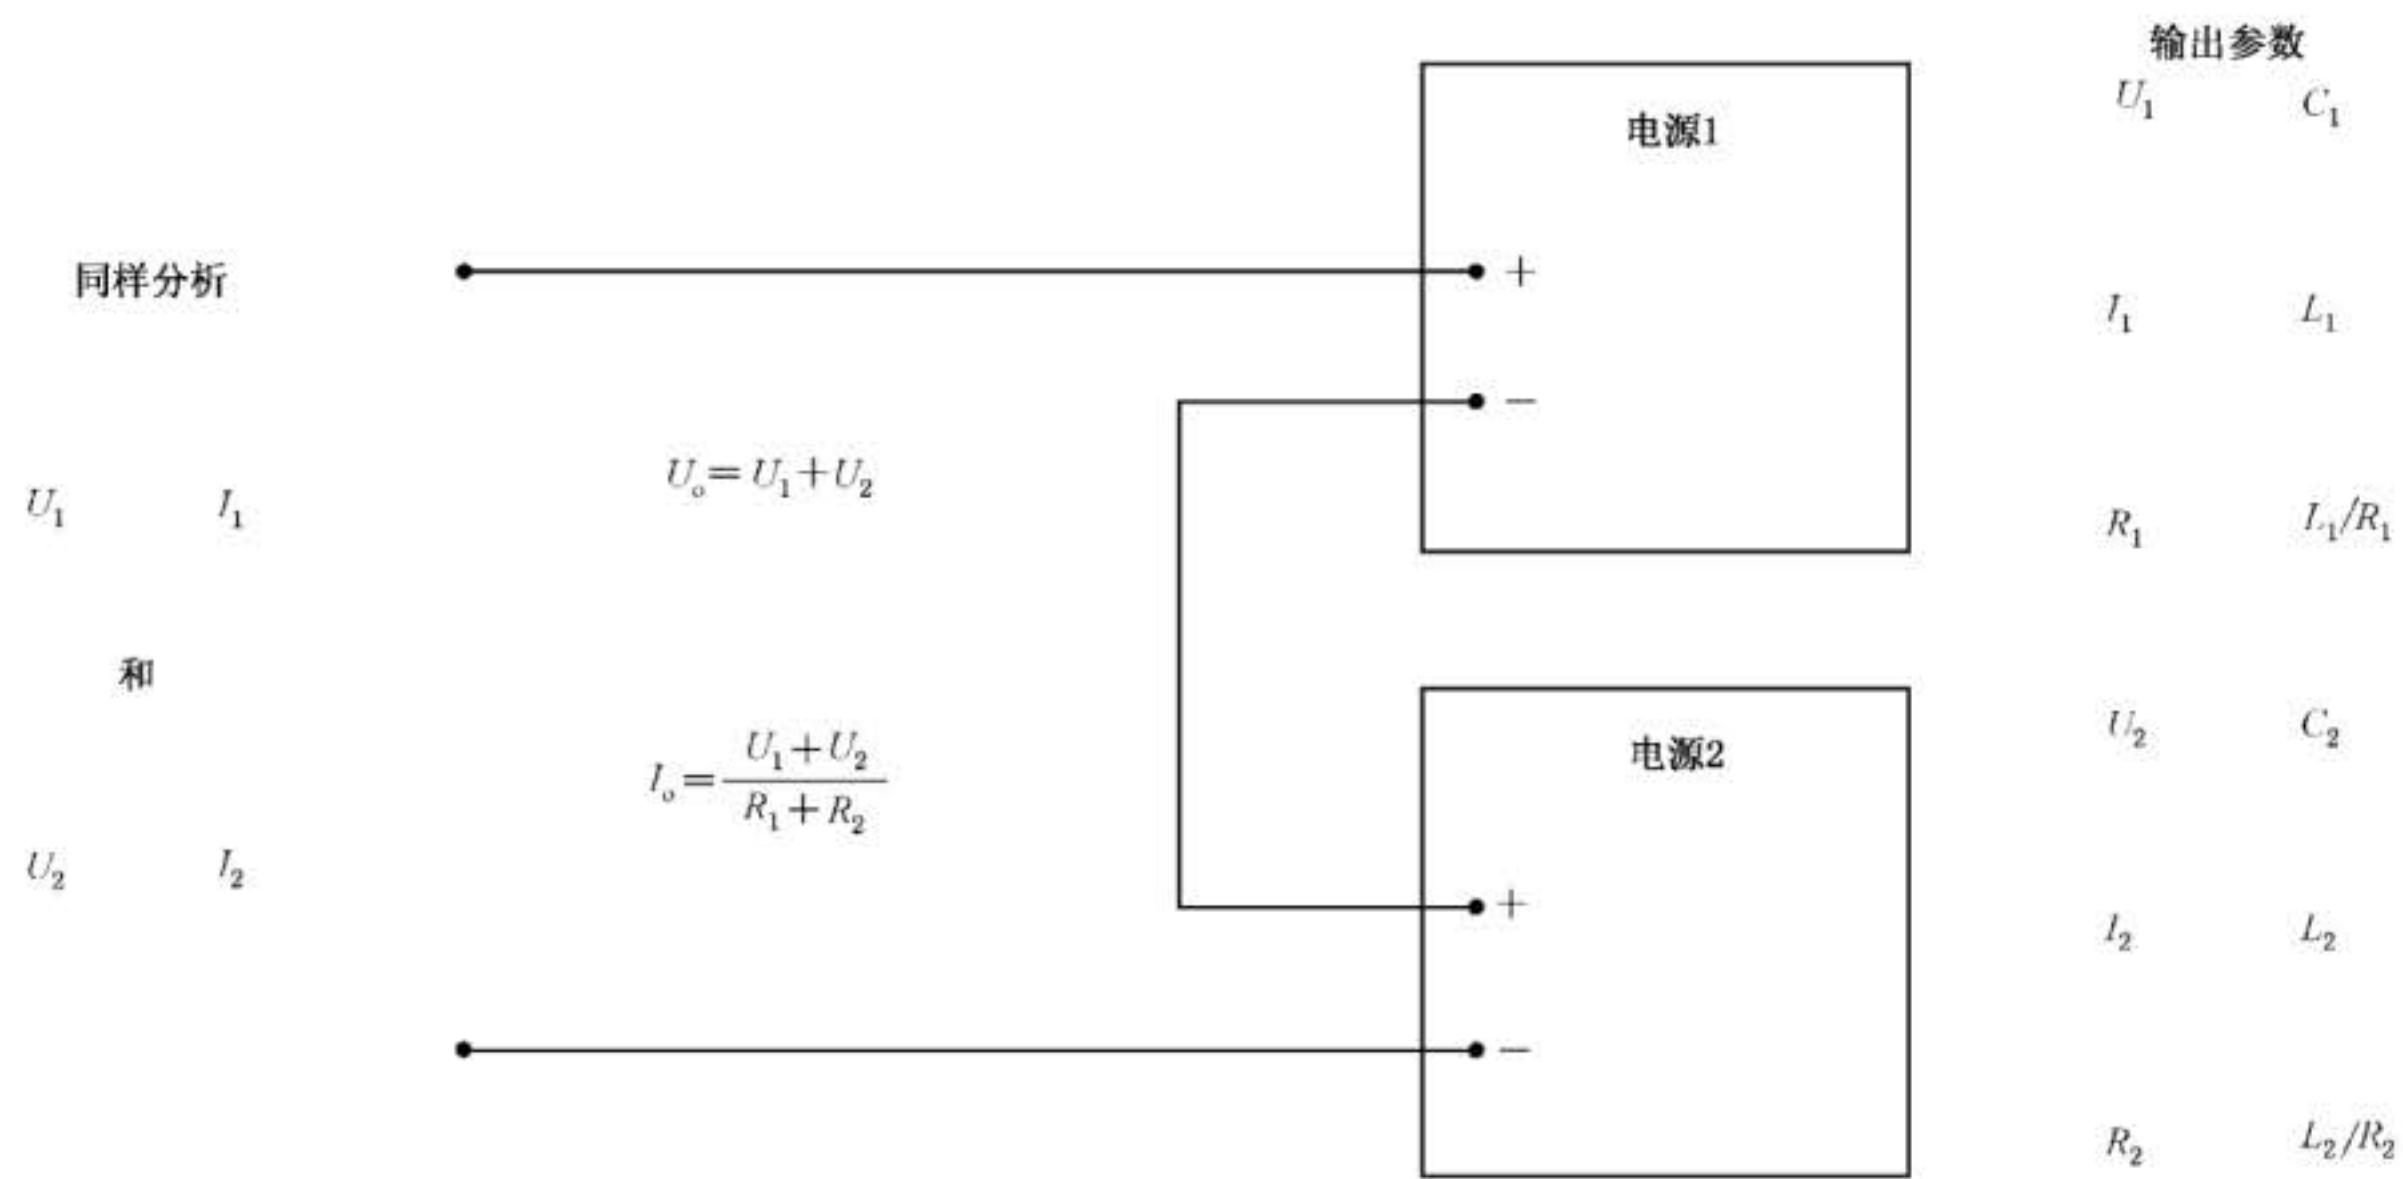 输出参数
U₁ C₁
电源1
同样分析
+
I₁ L₁
−
Uₒ=U₁+U₂
U₁ I₁
R₁ L₁/R₁
和
Iₒ=(U₁+U₂)/(R₁+R₂)
电源2
U₂ C₂
U₂ I₂
+
I₂ L₂
−
R₂ L₂/R₂